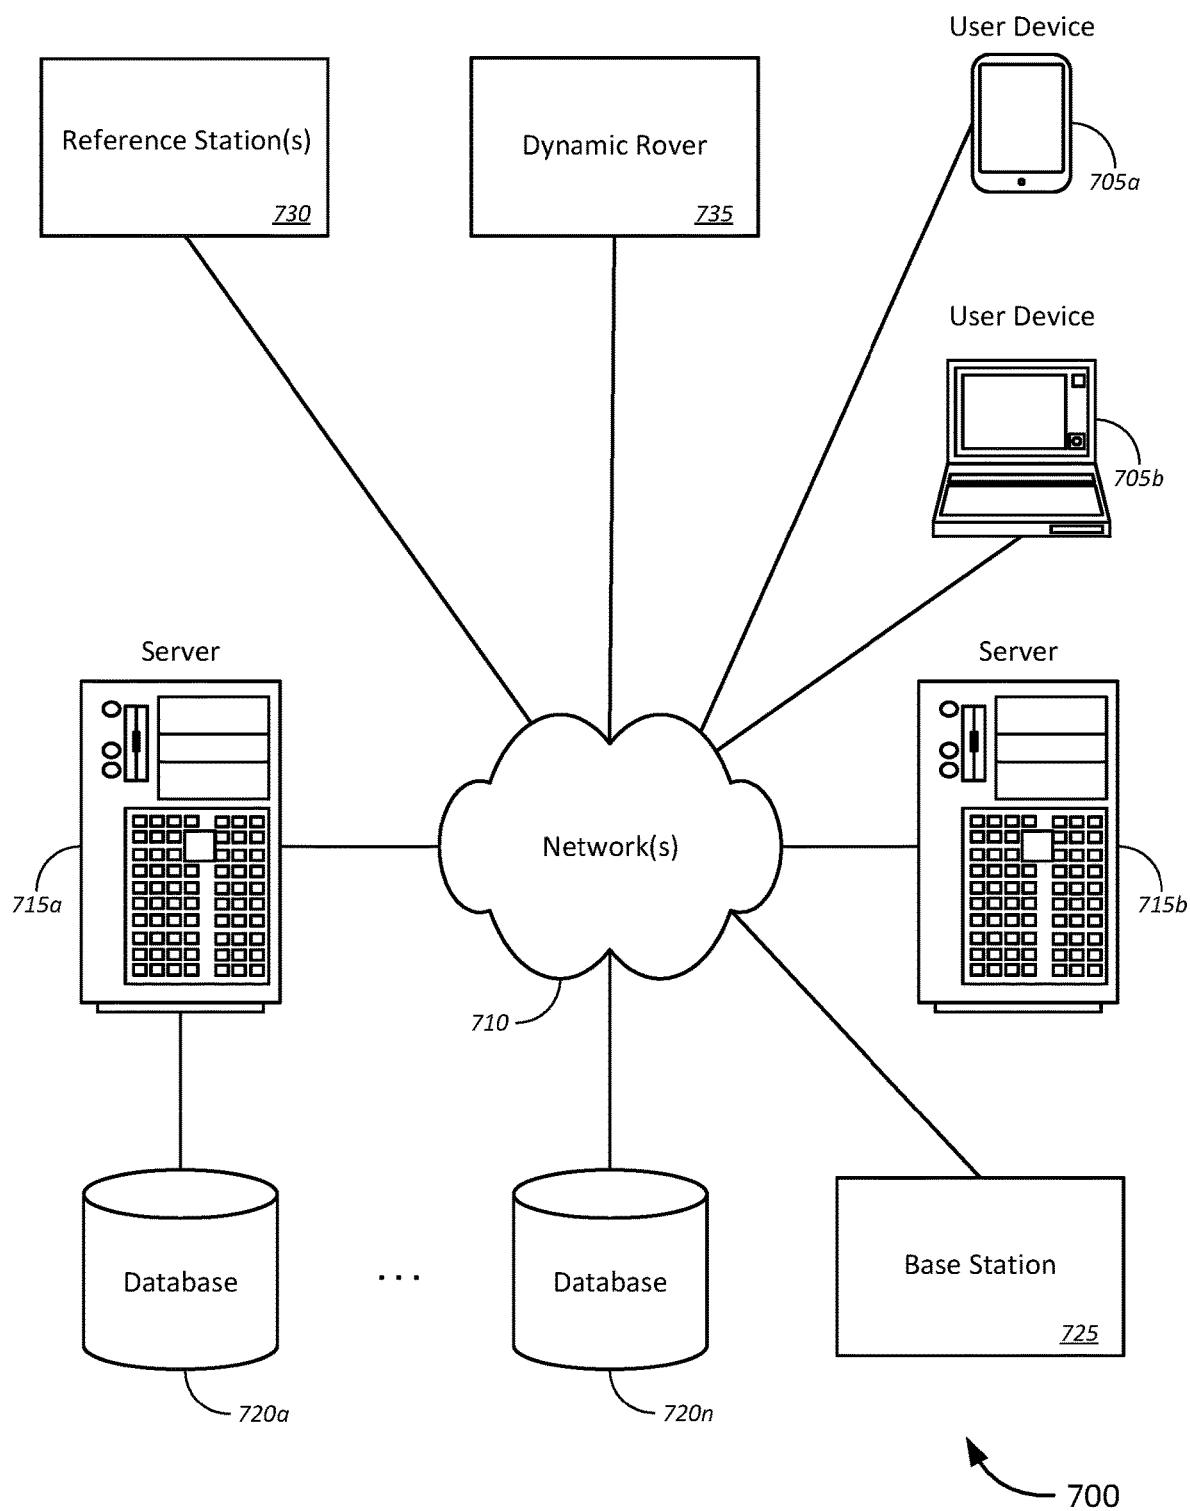 User Device
Reference Station(s)
730
Dynamic Rover
735
705a
User Device
705b
Server
Server
Network(s)
715a
715b
710
Database
...
Database
Base Station
725
720a
720n
700